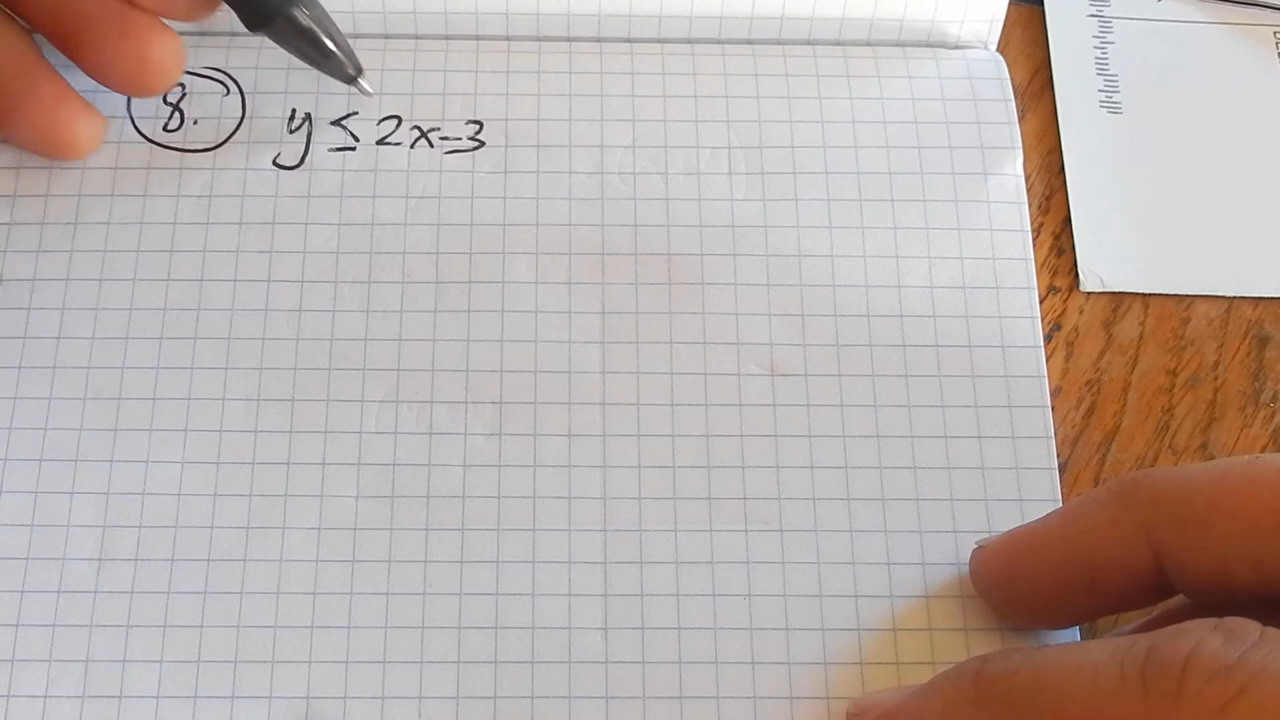 8. y ≤ 2x-3